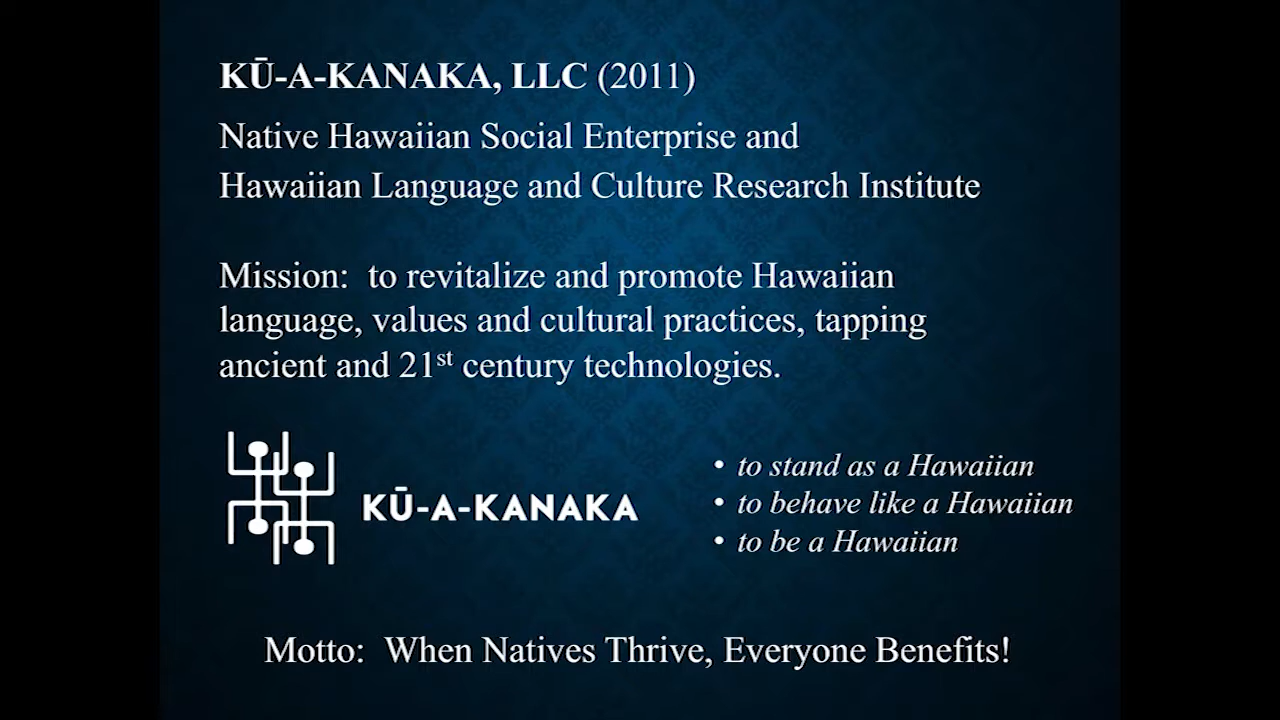 KŪ-A-KANAKA, LLC (2011)
Native Hawaiian Social Enterprise and
Hawaiian Language and Culture Research Institute
Mission: to revitalize and promote Hawaiian
language, values and cultural practices, tapping
ancient and 21st century technologies.
KŪ-A-KANAKA
• to stand as a Hawaiian
• to behave like a Hawaiian
• to be a Hawaiian
Motto: When Natives Thrive, Everyone Benefits!